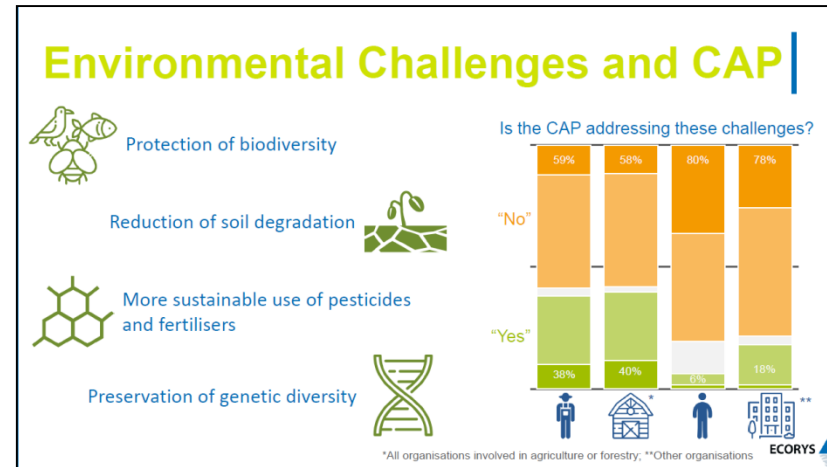 Environmental Challenges and CAP
Protection of biodiversity
Reduction of soil degradation
More sustainable use of pesticides
and fertilisers
Preservation of genetic diversity
Is the CAP addressing these challenges?
59%
58%
80%
78%
“No”
“Yes”
38%
40%
6%
18%
*
**
*All organisations involved in agriculture or forestry; **Other organisations
ECORYS